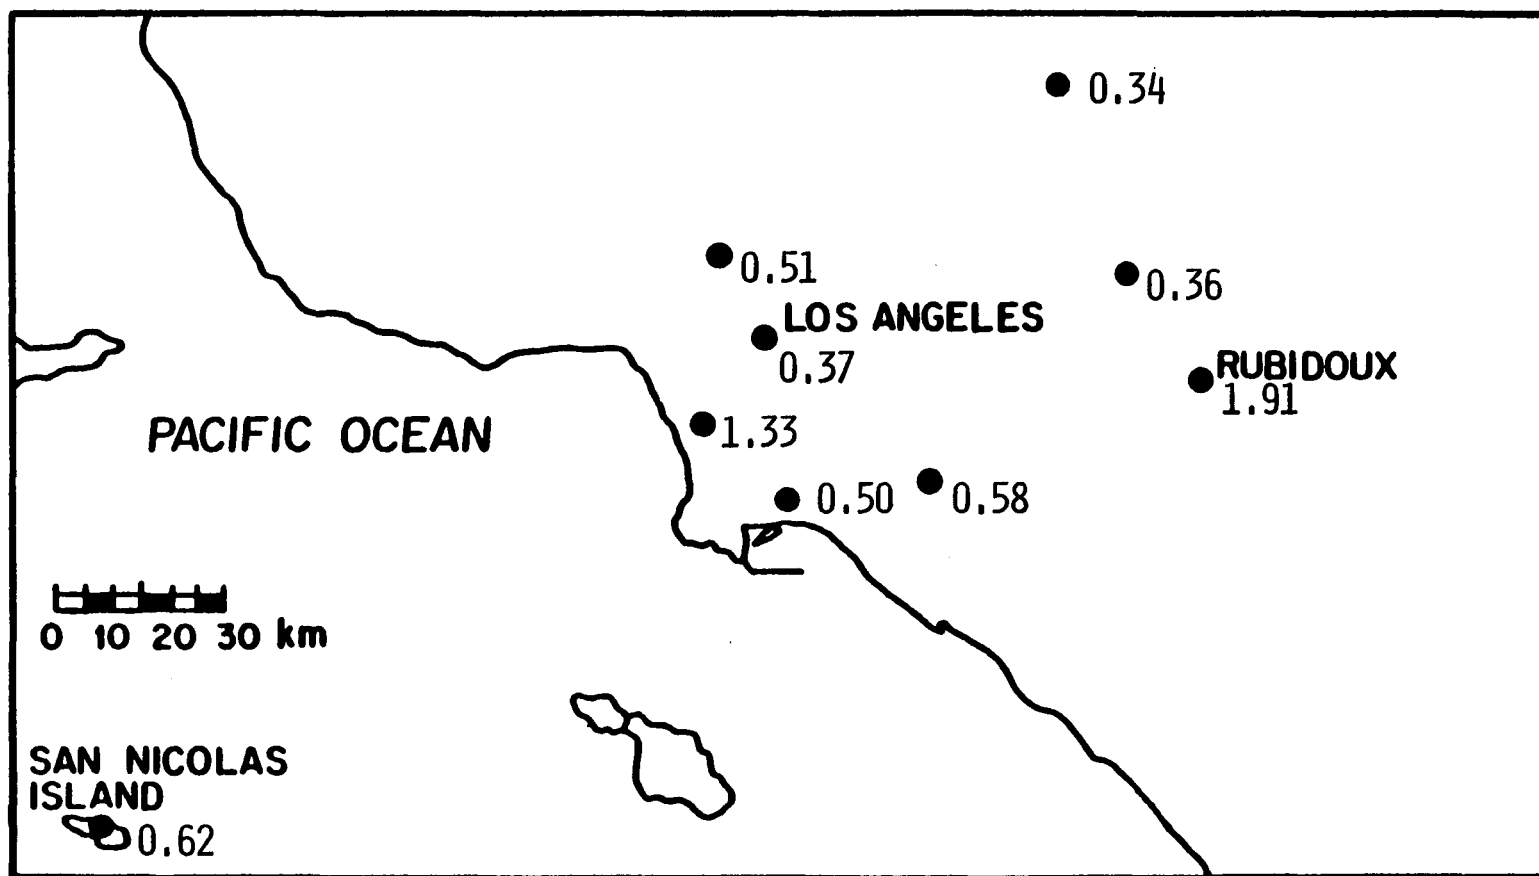 0.34
0.51
0.36
LOS ANGELES
0.37
RUBIDOUX
1.91
PACIFIC OCEAN
1.33
0.50
0.58
0 10 20 30 km
SAN NICOLAS
ISLAND
0.62